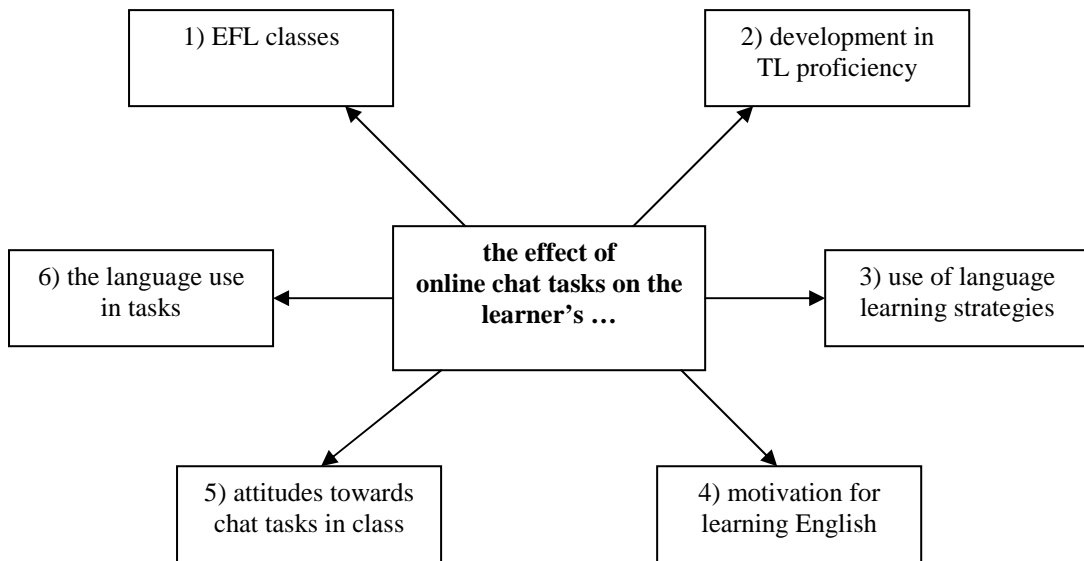 1) EFL classes
2) development in
TL proficiency
the effect of
online chat tasks on the
learner’s …
6) the language use
in tasks
3) use of language
learning strategies
5) attitudes towards
chat tasks in class
4) motivation for
learning English